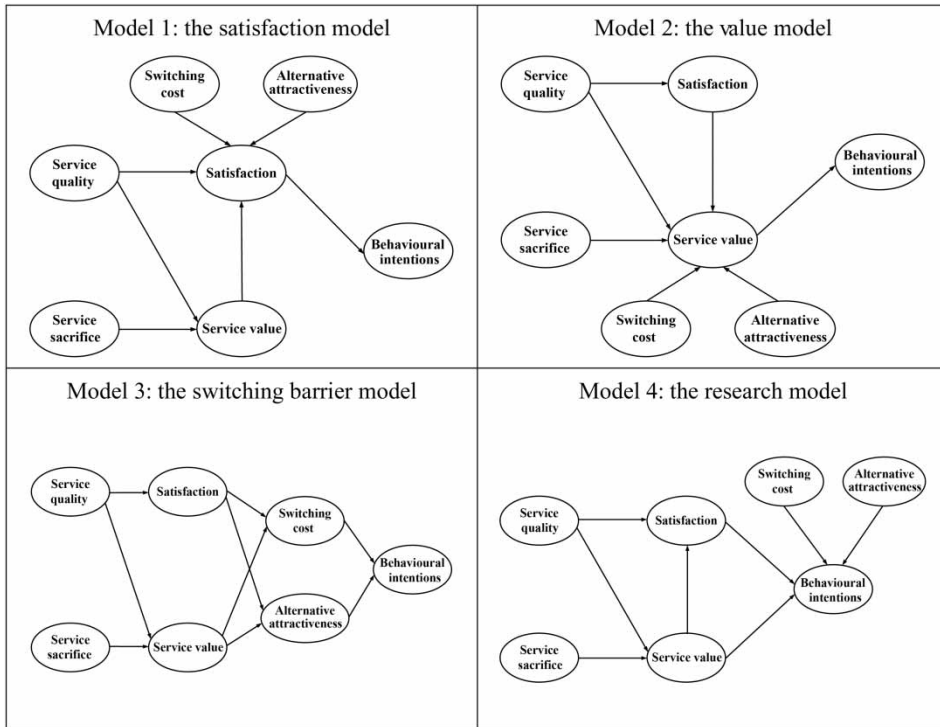 Model 1: the satisfaction model
Switching
cost
Alternative
attractiveness
Service
quality
Satisfaction
Behavioural
intentions
Service
sacrifice
Service value
Model 2: the value model
Service
quality
Satisfaction
Behavioural
intentions
Service
sacrifice
Service value
Switching
cost
Alternative
attractiveness
Model 3: the switching barrier model
Service
quality
Satisfaction
Switching
cost
Behavioural
intentions
Alternative
attractiveness
Service
sacrifice
Service value
Model 4: the research model
Switching
cost
Alternative
attractiveness
Service
quality
Satisfaction
Behavioural
intentions
Service
sacrifice
Service value